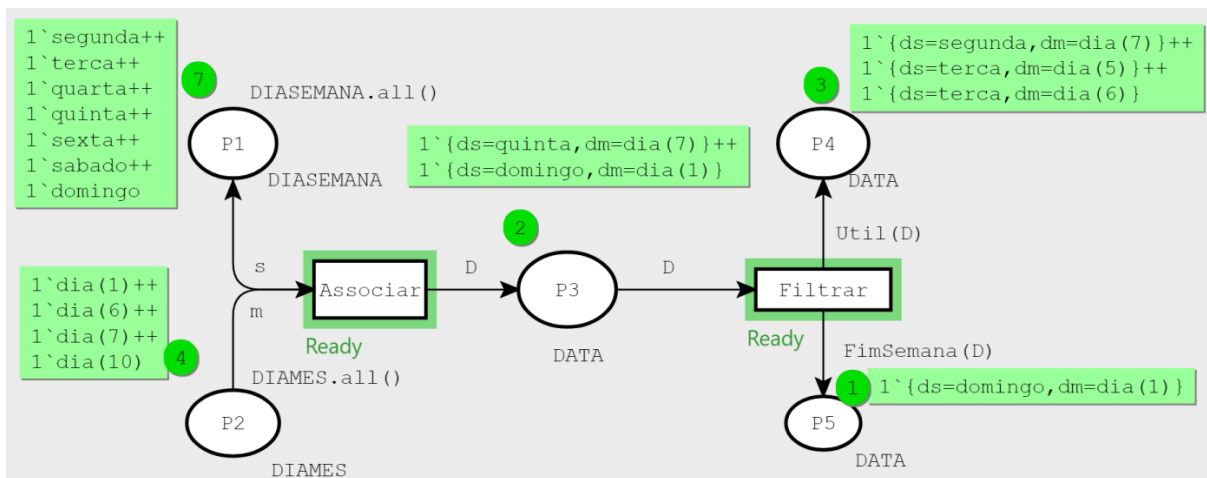 1`segunda++
1`terca++
1`quarta++
1`quinta++
1`sexta++
1`sabado++
1`domingo
7
DIASEMANA.all()
P1
DIASEMANA
1`{ds=quinta,dm=dia(7)}++
1`{ds=domingo,dm=dia(1)}
2
1`{ds=segunda,dm=dia(7)}++
1`{ds=terca,dm=dia(5)}++
1`{ds=terca,dm=dia(6)}
3
P4
DATA
Util(D)
1`dia(1)++
1`dia(6)++
1`dia(7)++
1`dia(10)
4
s
m
Associar
Ready
D
P3
DATA
D
Filtrar
Ready
DIAMES.all()
P2
DIAMES
FimSemana(D)
1
1`{ds=domingo,dm=dia(1)}
P5
DATA